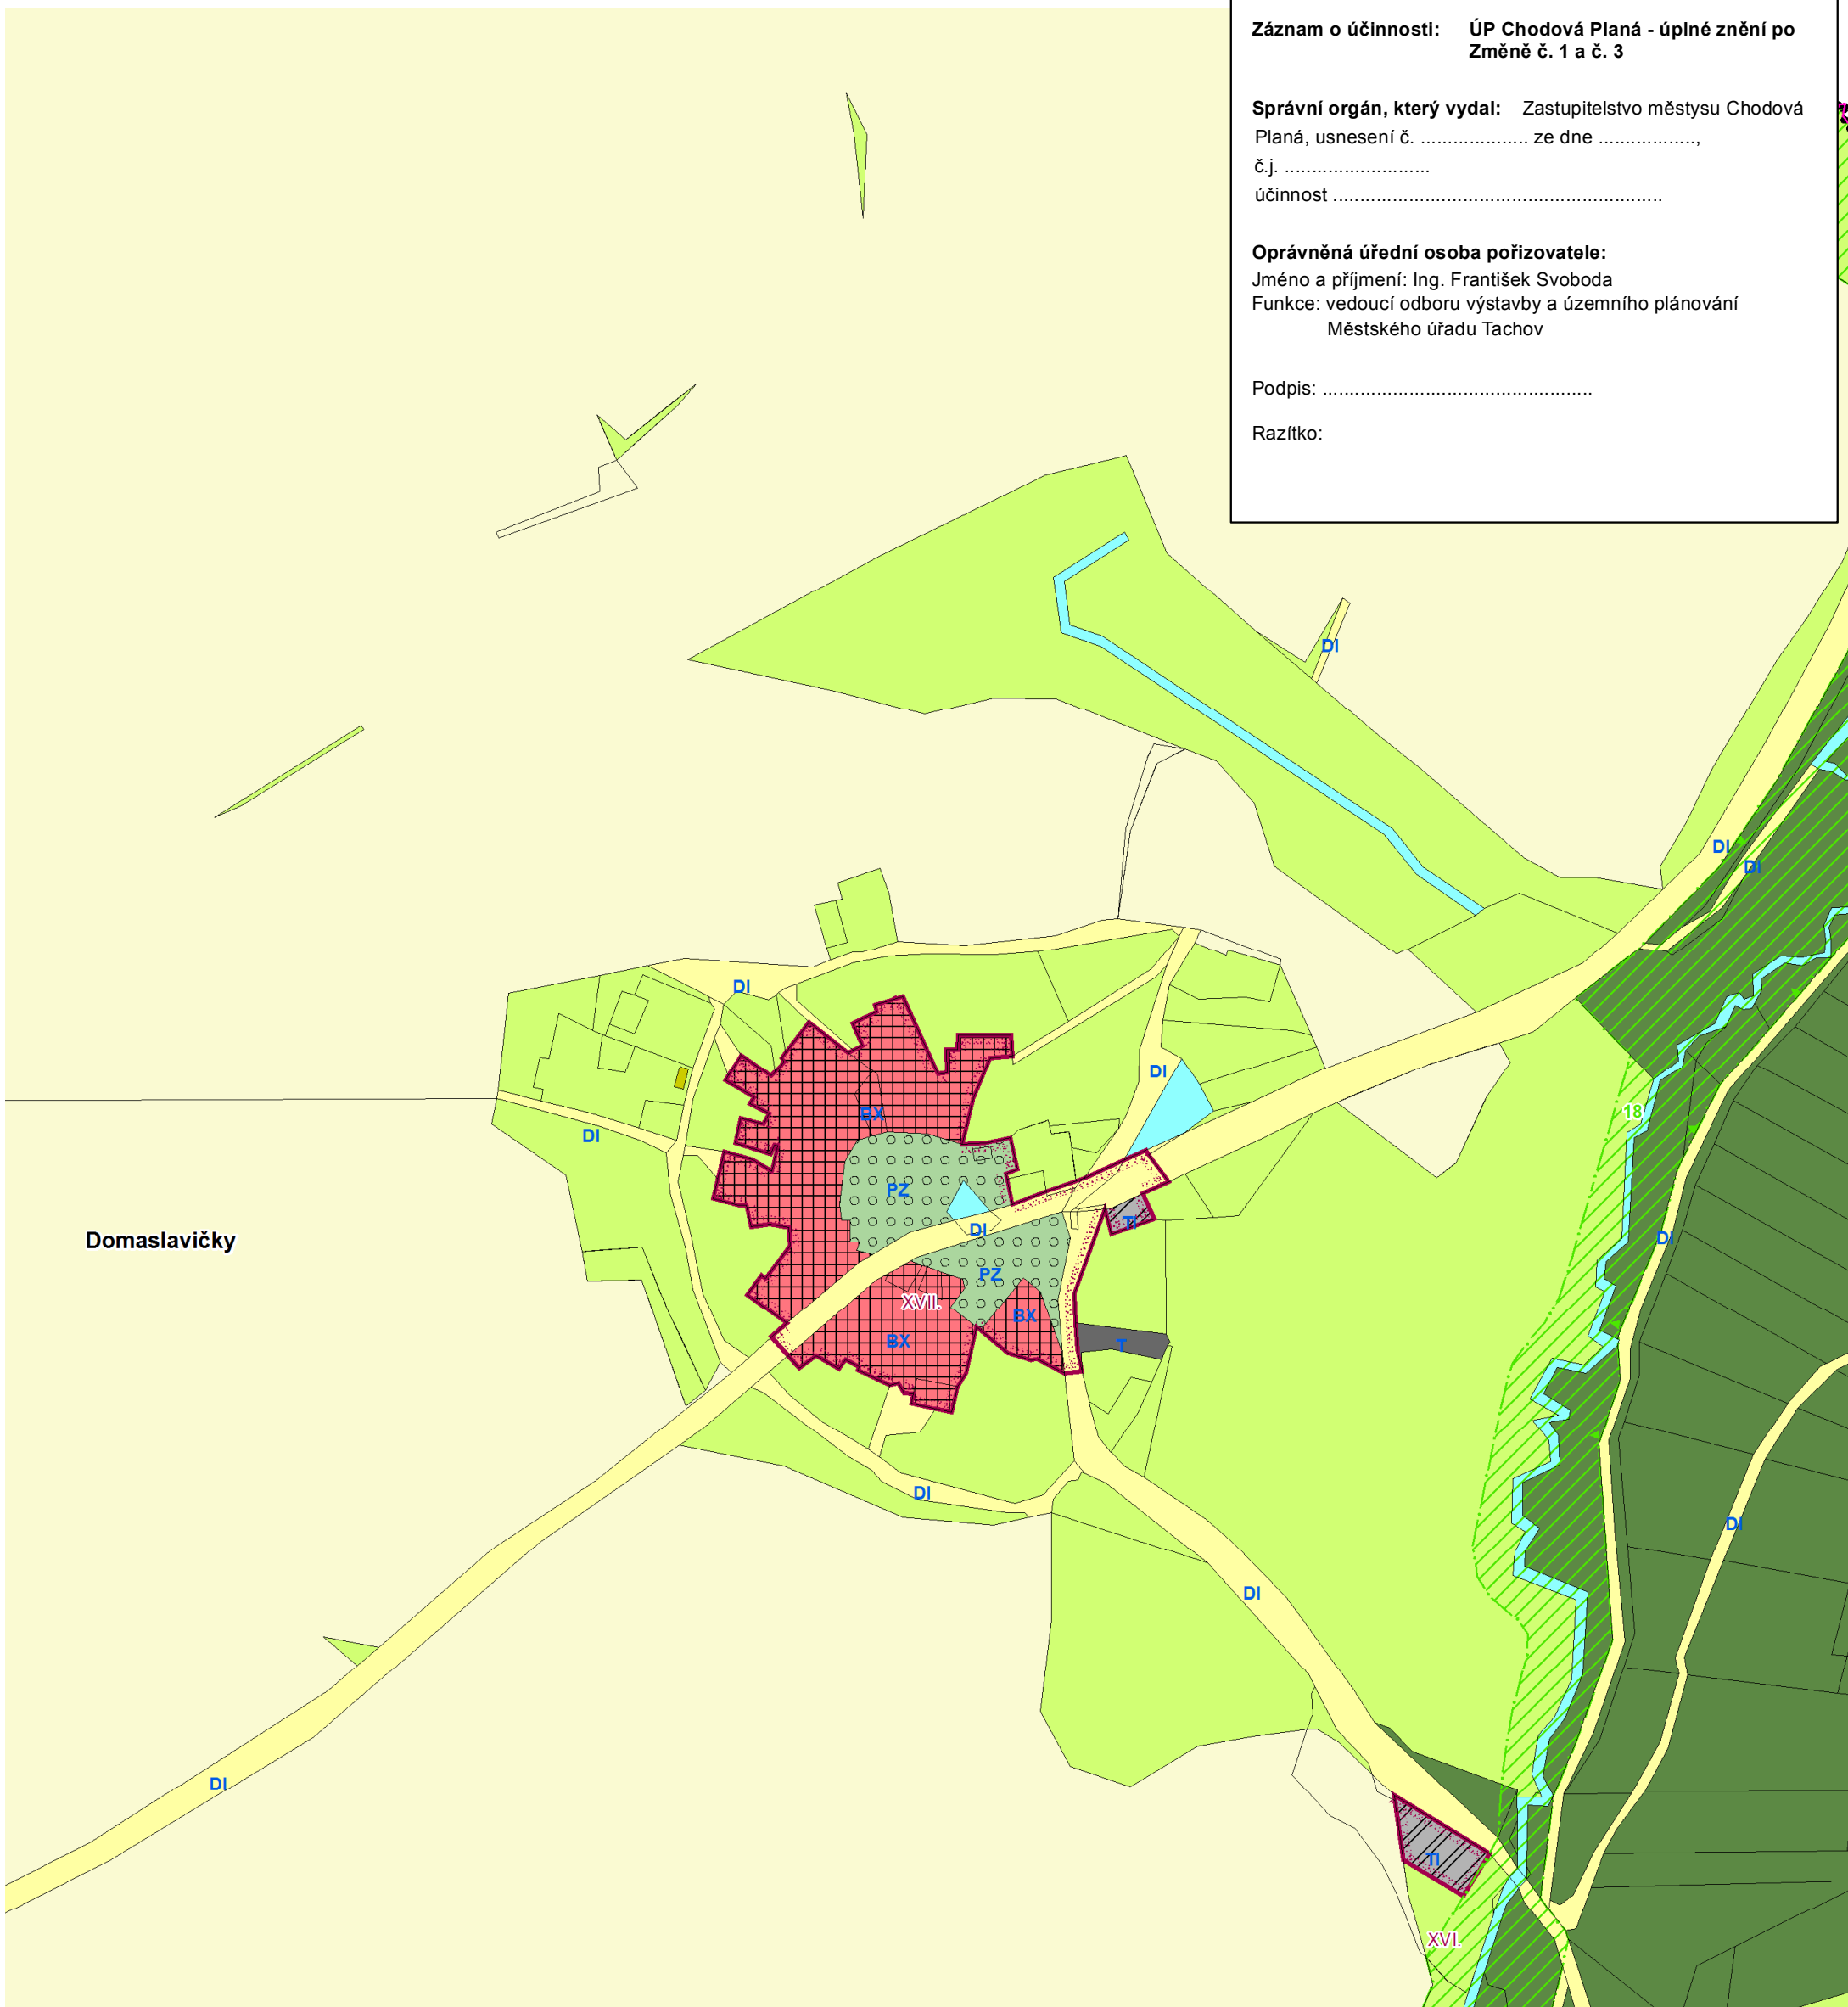 Záznam o účinnosti: ÚP Chodová Planá - úplné znění po
Změně č. 1 a č. 3
Správní orgán, který vydal: Zastupitelstvo městysu Chodová
Planá, usnesení č. .................... ze dne ..................,
č.j. ...........................
účinnost .............................................................
Oprávněná úřední osoba pořizovatele:
Jméno a příjmení: Ing. František Svoboda
Funkce: vedoucí odboru výstavby a územního plánování
Městského úřadu Tachov
Podpis: ..................................................
Razítko:
DI
DI
DI
DI
DI
BX
18
DI
PZ
TI
DI
DI
Domaslavičky
PZ
XVII.
BX
BX
T
DI
DI
DI
DI
TI
XVI.